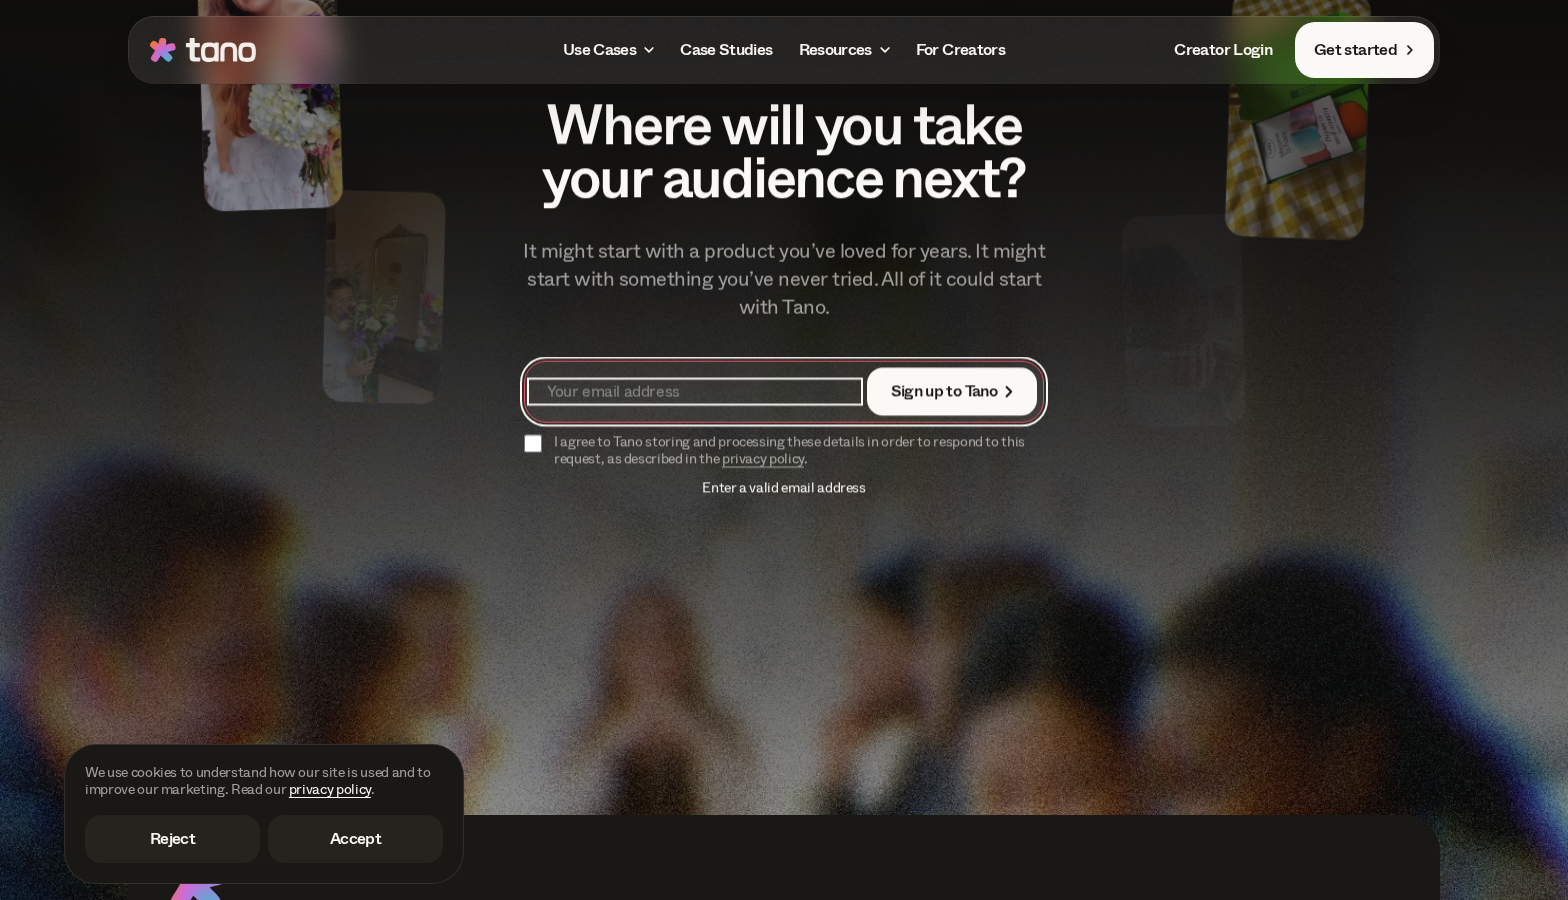 tano
Use Cases
Case Studies
Resources
For Creators
Creator Login
Get started
Where will you take
your audience next?
It might start with a product you’ve loved for years. It might
start with something you’ve never tried. All of it could start
with Tano.
Your email address
Sign up to Tano
I agree to Tano storing and processing these details in order to respond to this
request, as described in the privacy policy.
Enter a valid email address
We use cookies to understand how our site is used and to
improve our marketing. Read our privacy policy.
Reject
Accept